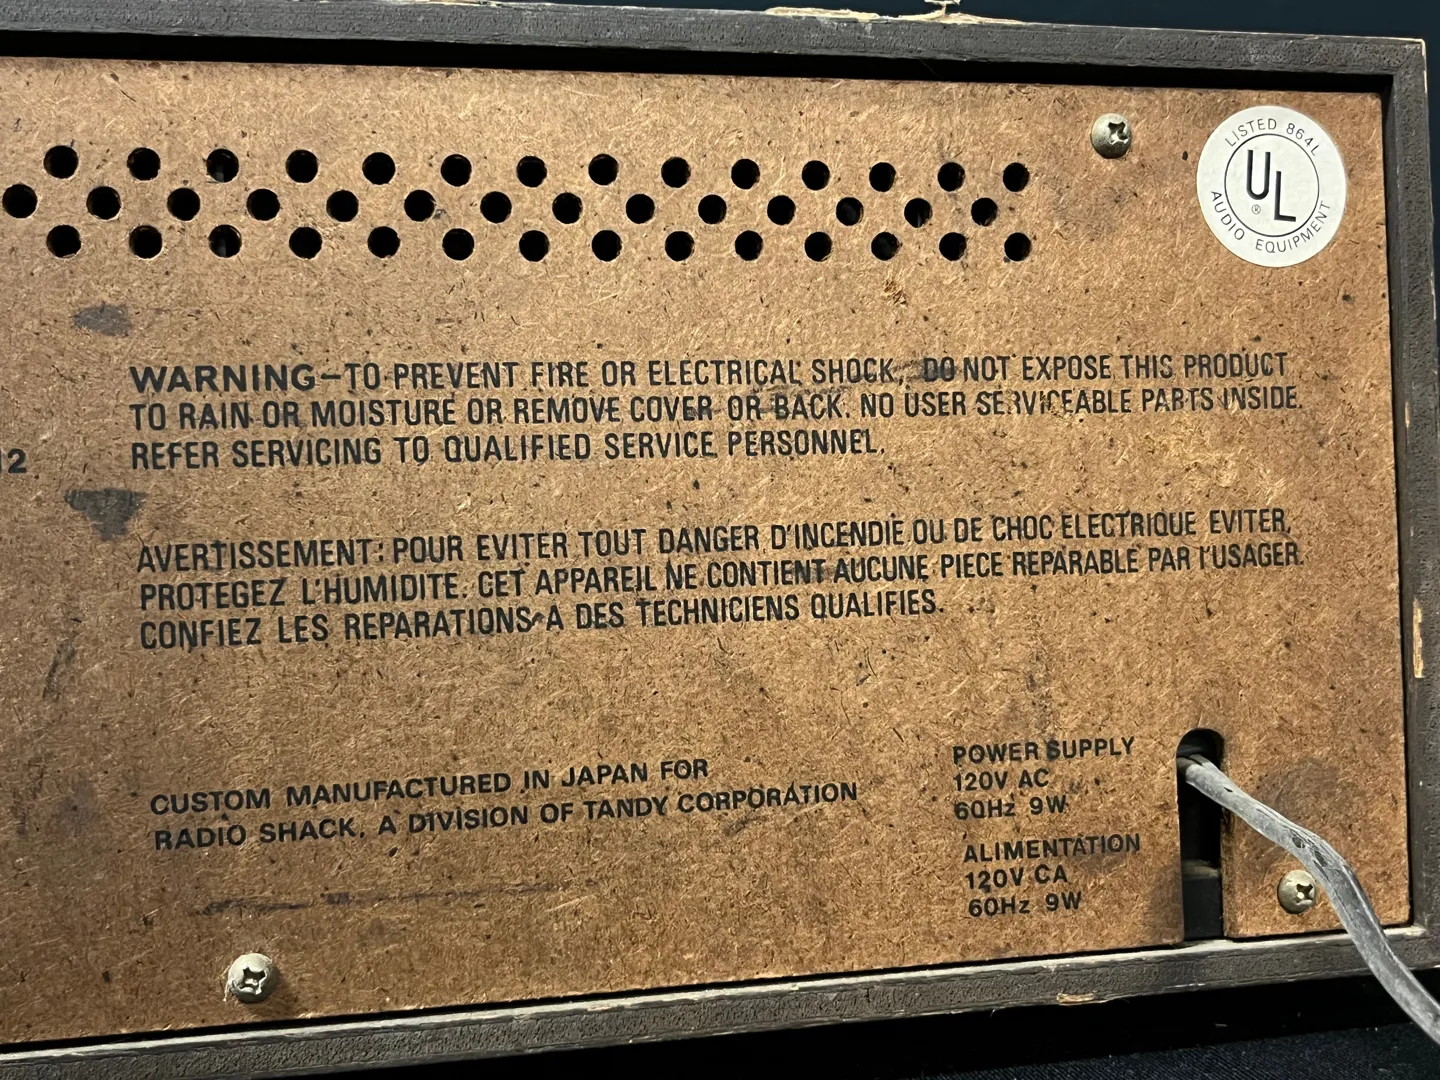 LISTED 864L
UL
®
AUDIO EQUIPMENT
WARNING–TO PREVENT FIRE OR ELECTRICAL SHOCK, DO NOT EXPOSE THIS PRODUCT
TO RAIN OR MOISTURE OR REMOVE COVER OR BACK. NO USER SERVICEABLE PARTS INSIDE.
REFER SERVICING TO QUALIFIED SERVICE PERSONNEL.
12
AVERTISSEMENT: POUR EVITER TOUT DANGER D'INCENDIE OU DE CHOC ELECTRIQUE EVITER,
PROTEGEZ L'HUMIDITE. CET APPAREIL NE CONTIENT AUCUNE PIECE REPARABLE PAR I'USAGER.
CONFIEZ LES REPARATIONS A DES TECHNICIENS QUALIFIES.
CUSTOM MANUFACTURED IN JAPAN FOR
RADIO SHACK, A DIVISION OF TANDY CORPORATION
POWER SUPPLY
120V AC
60Hz 9W
ALIMENTATION
120V CA
60Hz 9W